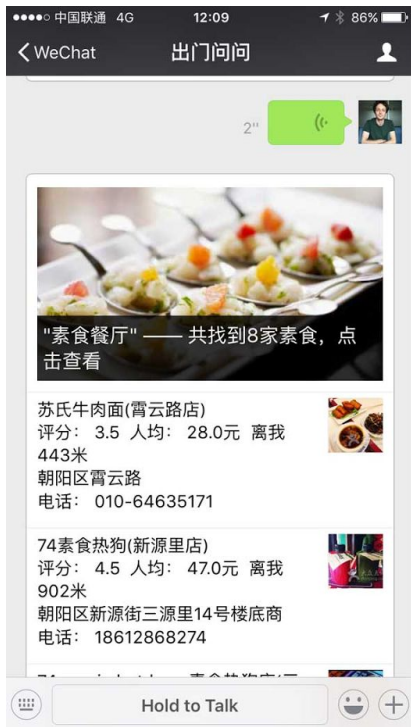 中国联通 4G 12:09 86%
WeChat 出门问问
2''
"素食餐厅" —— 共找到8家素食，点
击查看
苏氏牛肉面(霄云路店)
评分： 3.5 人均： 28.0元 离我
443米
朝阳区霄云路
电话： 010-64635171
74素食热狗(新源里店)
评分： 4.5 人均： 47.0元 离我
902米
朝阳区新源街三源里14号楼底商
电话： 18612868274
Hold to Talk